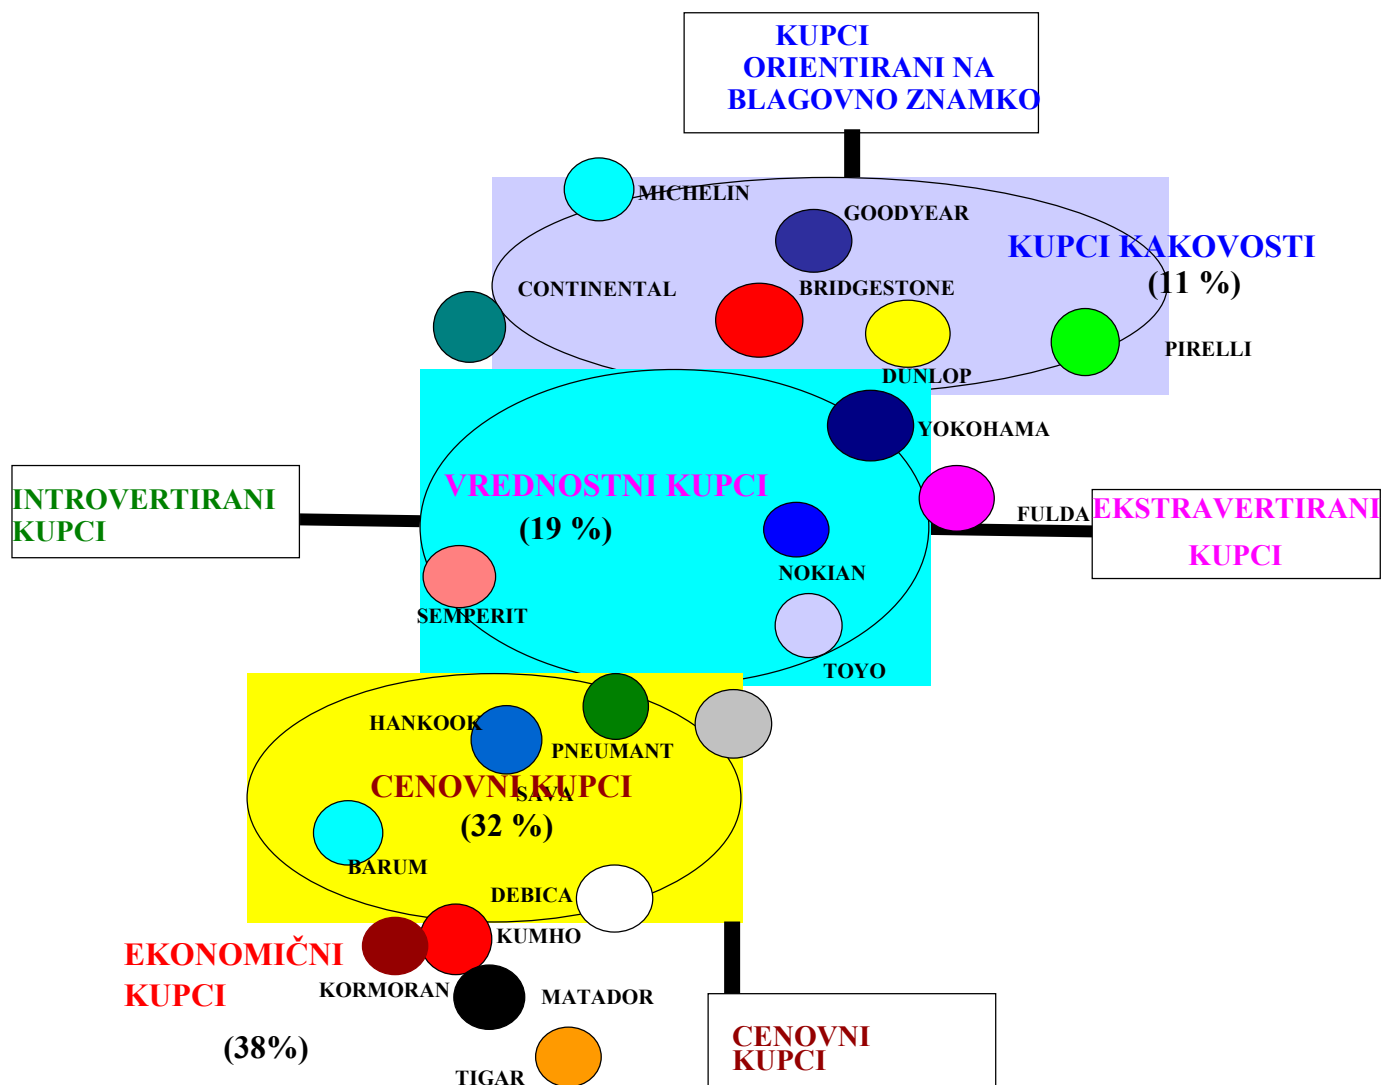 KUPCI
ORIENTIRANI NA
BLAGOVNO ZNAMKO
MICHELIN
GOODYEAR
KUPCI KAKOVOSTI
(11 %)
CONTINENTAL
BRIDGESTONE
PIRELLI
DUNLOP
YOKOHAMA
VREDNOSTNI KUPCI
(19 %)
INTROVERTIRANI
KUPCI
FULDA
EKSTRAVERTIRANI
KUPCI
NOKIAN
SEMPERIT
TOYO
HANKOOK
PNEUMANT
CENOVNI KUPCI
SAVA
(32 %)
BARUM
DEBICA
KUMHO
EKONOMIČNI
KUPCI
KORMORAN
MATADOR
(38%)
CENOVNI
KUPCI
TIGAR